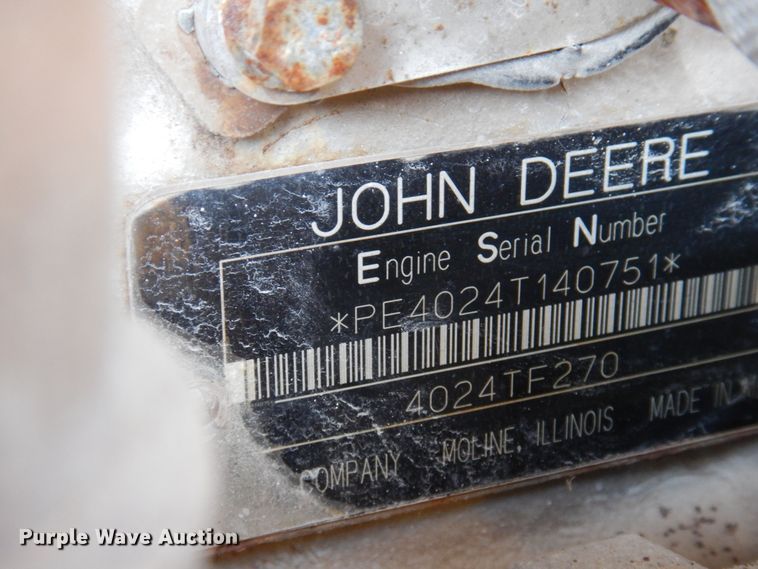 JOHN DEERE
Engine Serial Number
*PE4024T140751*
4024TF270
COMPANY MOLINE, ILLINOIS MADE IN
Purple Wave Auction